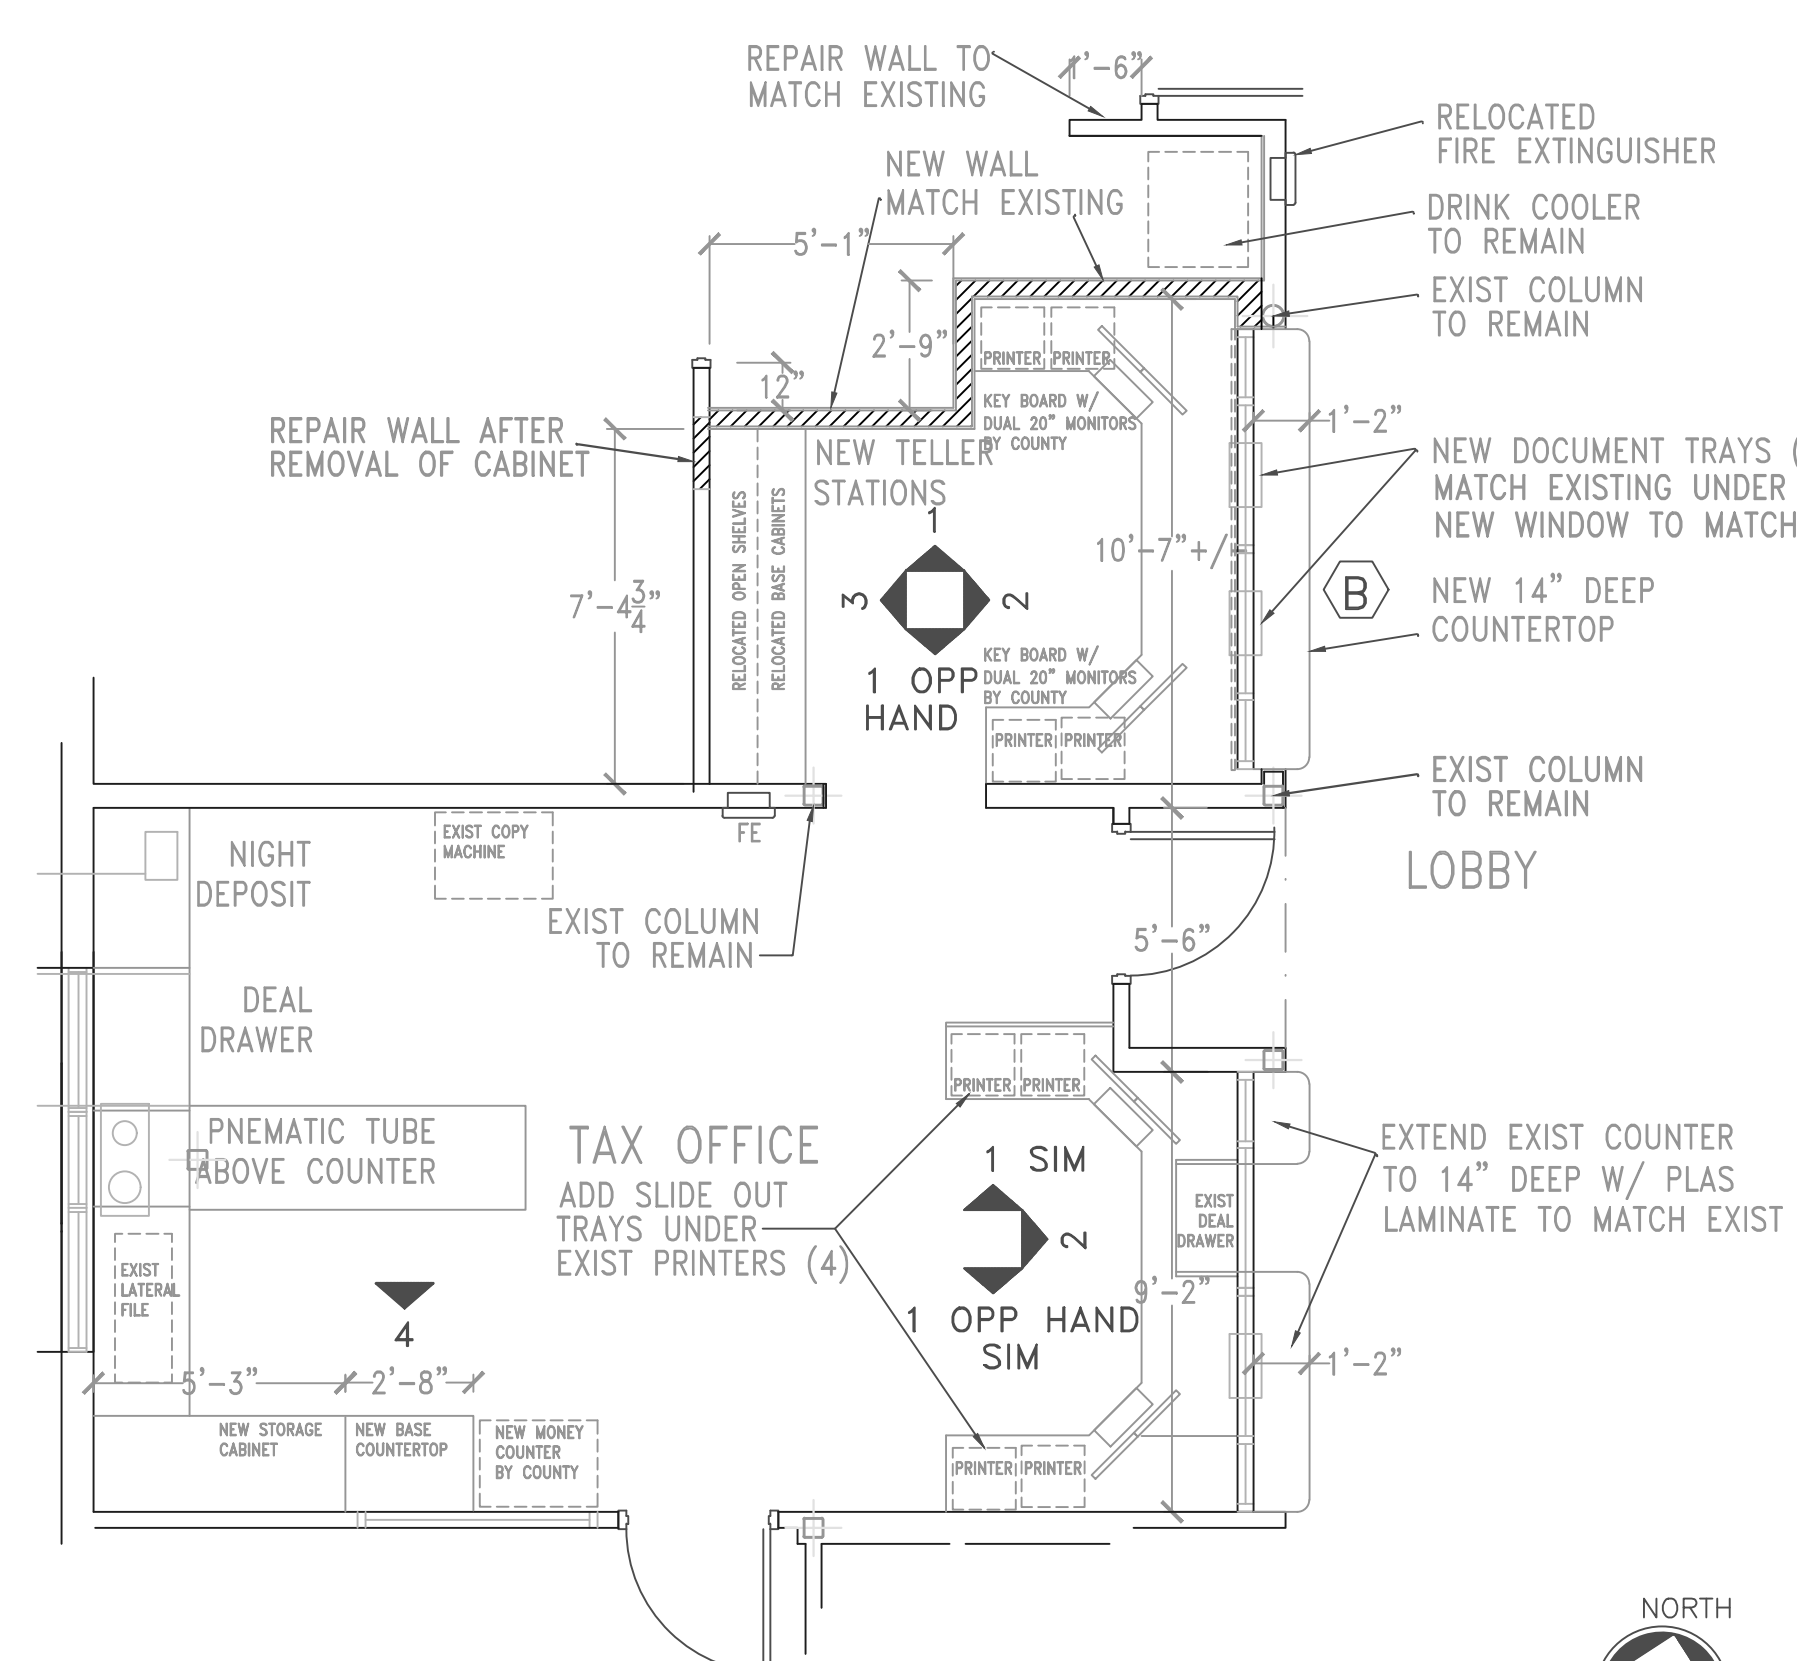 REPAIR WALL TO
MATCH EXISTING
1'-6"
RELOCATED
FIRE EXTINGUISHER
NEW WALL
MATCH EXISTING
DRINK COOLER
TO REMAIN
5'-1"
EXIST COLUMN
TO REMAIN
2'-9"
12"
PRINTER
PRINTER
KEY BOARD W/
DUAL 20" MONITORS
BY COUNTY
1'-2"
REPAIR WALL AFTER
REMOVAL OF CABINET
NEW TELLER
STATIONS
NEW DOCUMENT TRAYS (
MATCH EXISTING UNDER
NEW WINDOW TO MATCH
RELOCATED OPEN SHELVES
RELOCATED BASE CABINETS
1
3
2
1 OPP
HAND
10'-7"+/-
7'-4 3/4"
B
NEW 14" DEEP
COUNTERTOP
KEY BOARD W/
DUAL 20" MONITORS
BY COUNTY
PRINTER
PRINTER
EXIST COLUMN
TO REMAIN
FE
NIGHT
DEPOSIT
EXIST COPY
MACHINE
LOBBY
EXIST COLUMN
TO REMAIN
5'-6"
DEAL
DRAWER
PRINTER
PRINTER
PNEMATIC TUBE
ABOVE COUNTER
TAX OFFICE
ADD SLIDE OUT
TRAYS UNDER
EXIST PRINTERS (4)
1 SIM
2
1 OPP HAND
SIM
EXIST
DEAL
DRAWER
9'-2"
EXTEND EXIST COUNTER
TO 14" DEEP W/ PLAS
LAMINATE TO MATCH EXIST
EXIST
LATERAL
FILE
4
1'-2"
5'-3"
2'-8"
NEW STORAGE
CABINET
NEW BASE
COUNTERTOP
NEW MONEY
COUNTER
BY COUNTY
PRINTER
PRINTER
NORTH